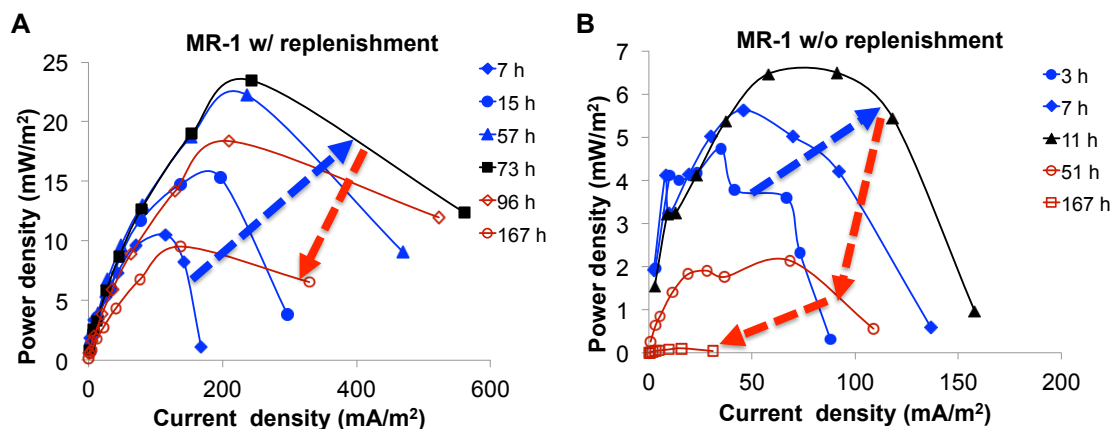 A
MR-1 w/ replenishment
Power density (mW/m²)
25
20
15
10
5
0
0
200
400
600
Current density (mA/m²)
7 h
15 h
57 h
73 h
96 h
167 h
B
MR-1 w/o replenishment
Power density (mW/m²)
7
6
5
4
3
2
1
0
0
50
100
150
200
Current density (mA/m²)
3 h
7 h
11 h
51 h
167 h